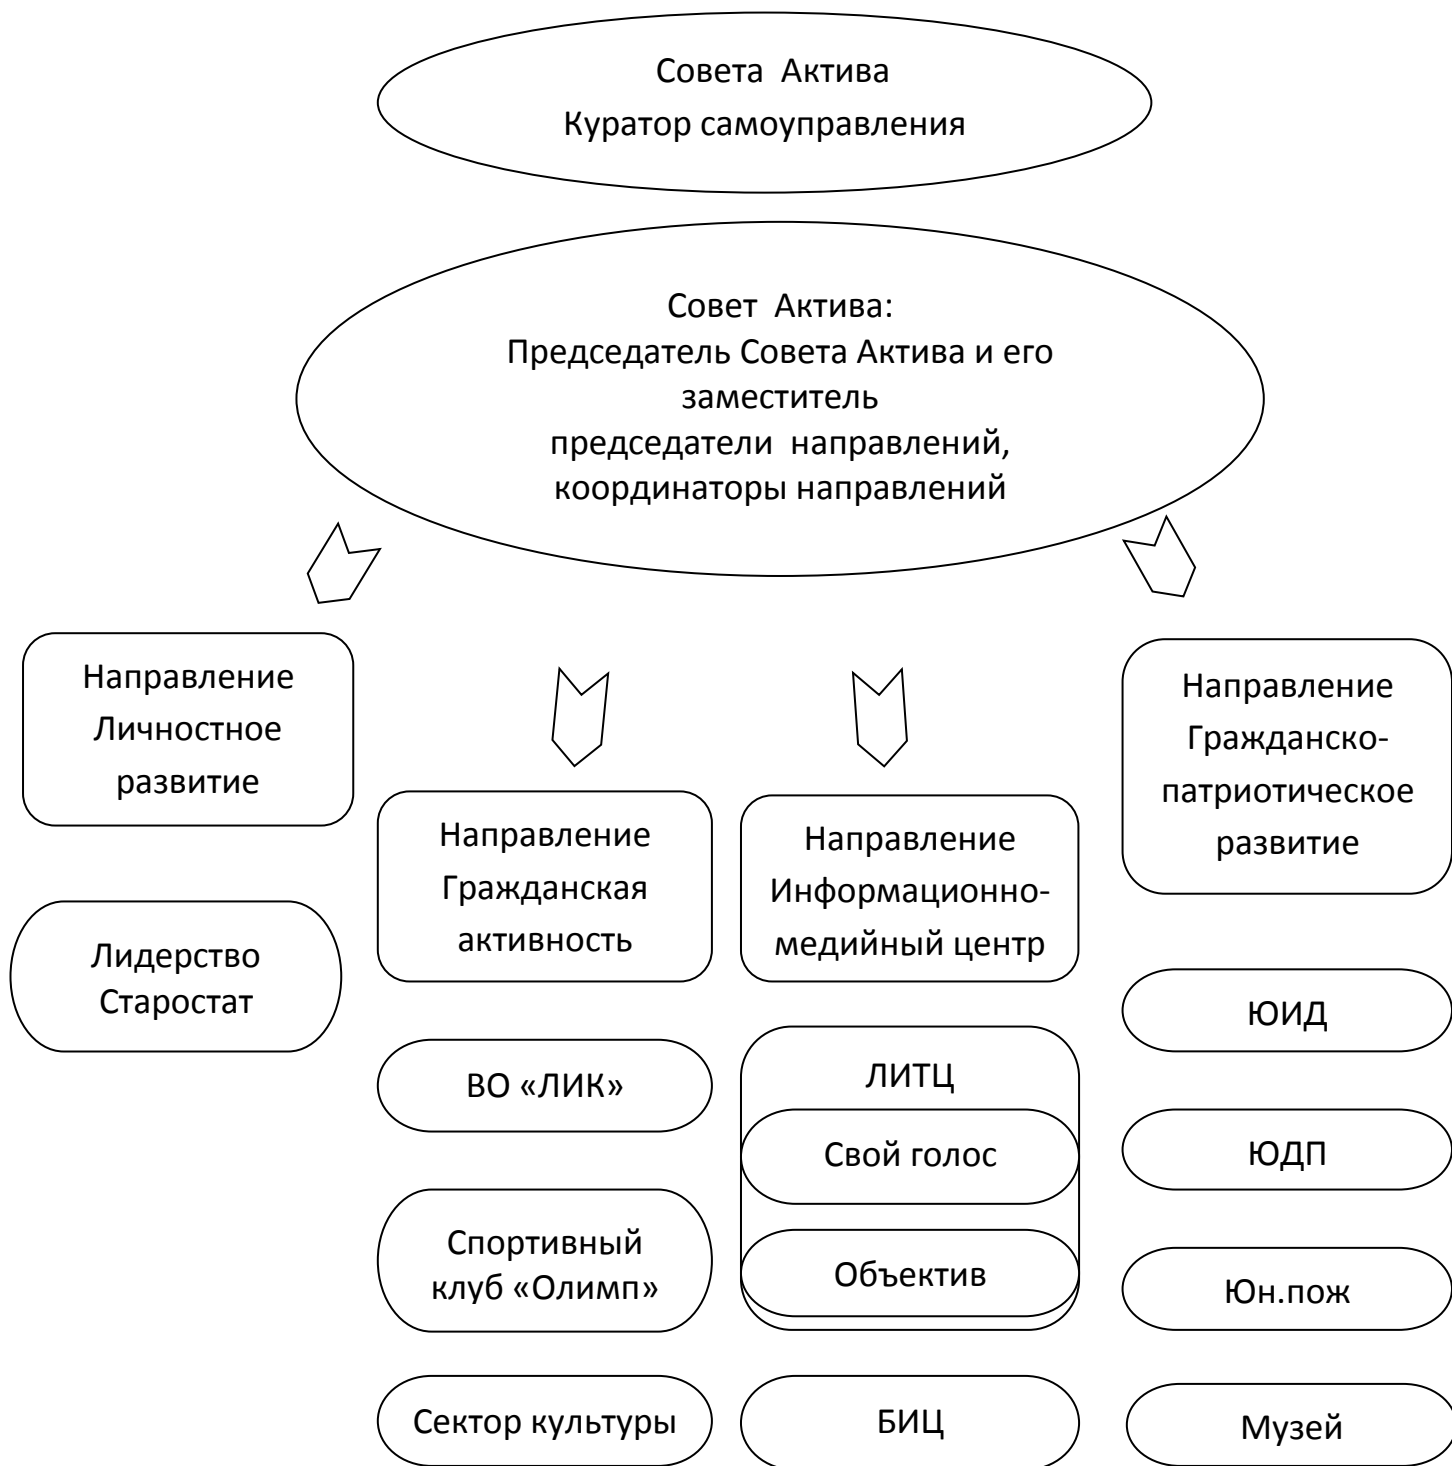 Совета Актива
Куратор самоуправления
Совет Актива:
Председатель Совета Актива и его
заместитель
председатели направлений,
координаторы направлений
Направление
Личностное
развитие
Лидерство
Старостат
Направление
Гражданская
активность
ВО «ЛИК»
Спортивный
клуб «Олимп»
Сектор культуры
Направление
Информационно-
медийный центр
ЛИТЦ
Свой голос
Объектив
БИЦ
Направление
Гражданско-
патриотическое
развитие
ЮИД
ЮДП
Юн.пож
Музей